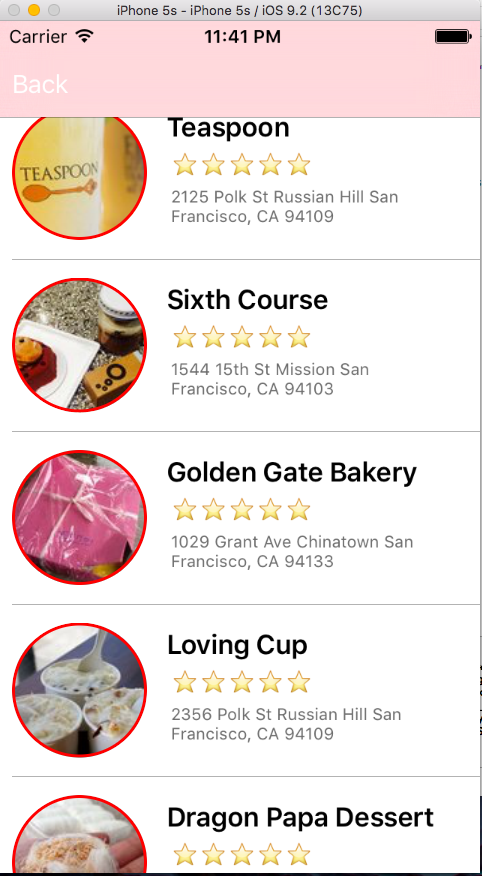 iPhone 5s - iPhone 5s / iOS 9.2 (13C75)
Carrier 11:41 PM
Back
Teaspoon
TEASPOON
2125 Polk St Russian Hill San
Francisco, CA 94109
Sixth Course
1544 15th St Mission San
Francisco, CA 94103
Golden Gate Bakery
1029 Grant Ave Chinatown San
Francisco, CA 94133
Loving Cup
2356 Polk St Russian Hill San
Francisco, CA 94109
Dragon Papa Dessert